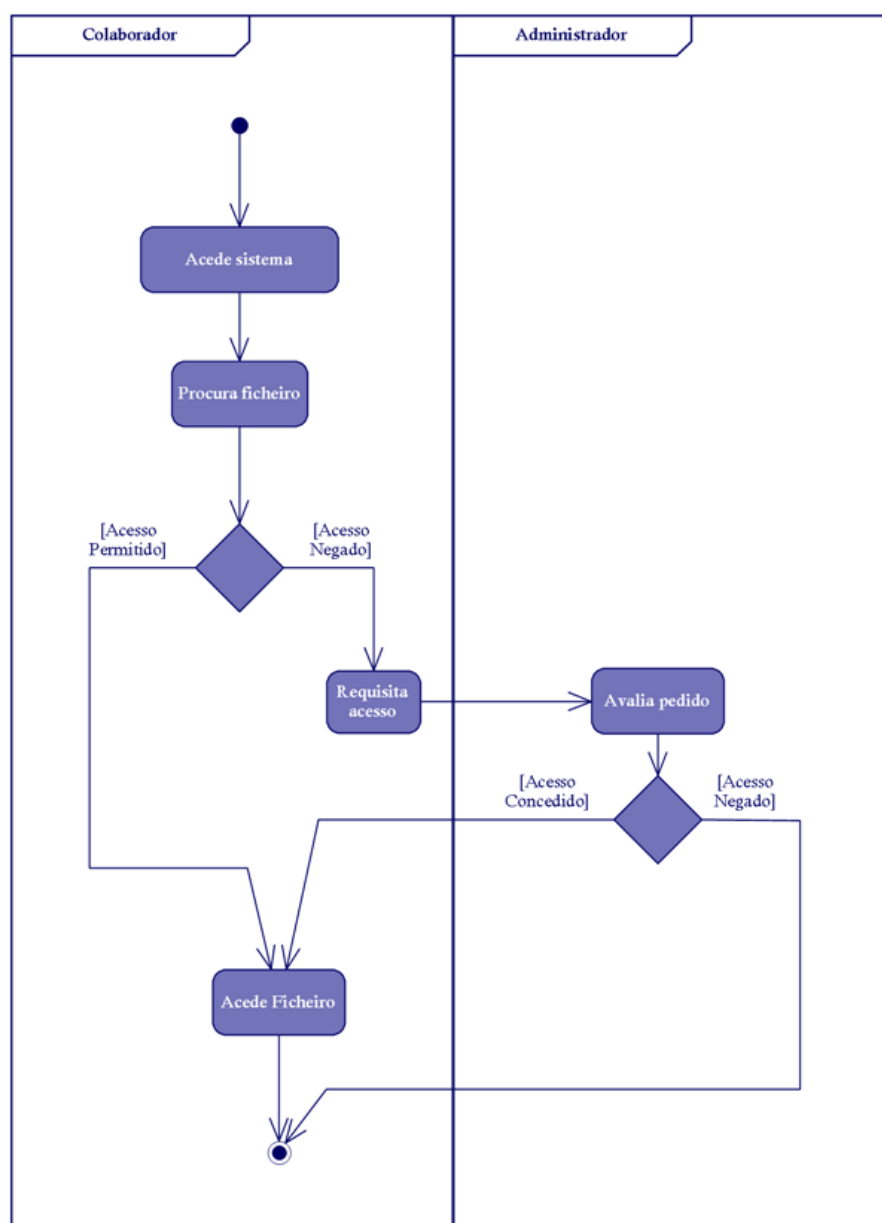 Colaborador
Administrador
Acede sistema
Procura ficheiro
[Acesso
Permitido]
[Acesso
Negado]
Requisita
acesso
Avalia pedido
[Acesso
Concedido]
[Acesso
Negado]
Acede Ficheiro